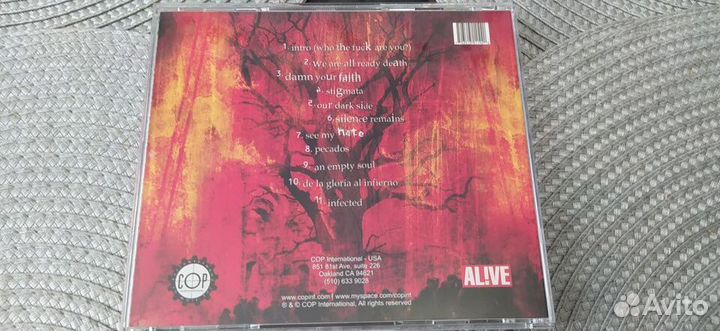 1. intro (who the fuck are you?)
2. We are all ready death
3. damn your faith
4. stigmata
5. our dark side
6. silence remains
7. see my hate
8. pecados
9. an empty soul
10. de la gloria al infierno
11. infected
COP
COP International - USA
851 81st Ave, suite 226
Oakland CA 94621
(510) 633 9028
www.copint.com | www.myspace.com/copint
℗ & © COP International, All rights reserved
AL!VE
Avito